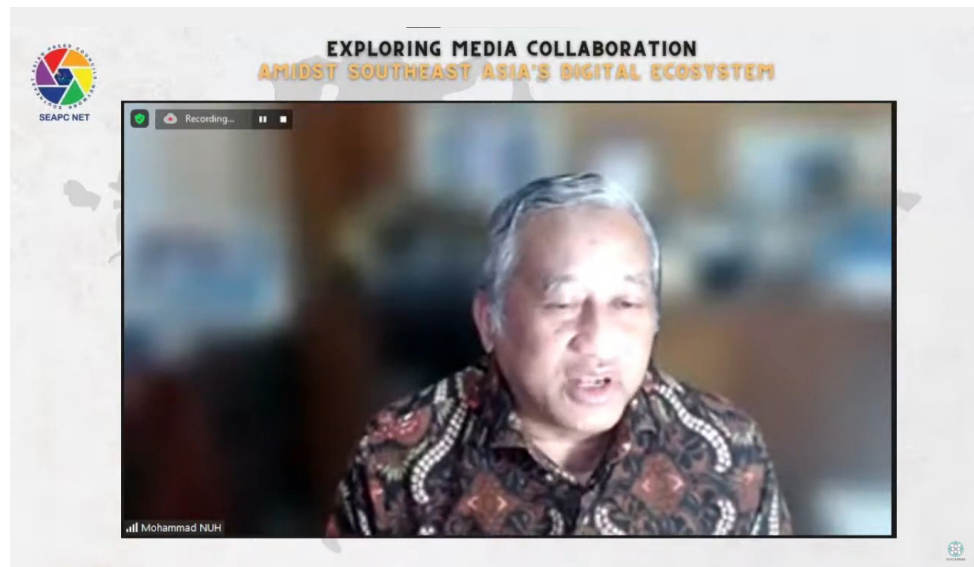 EXPLORING MEDIA COLLABORATION
AMIDST SOUTHEAST ASIA'S DIGITAL ECOSYSTEM
SEAPC NET
Recording...
Mohammad NUH